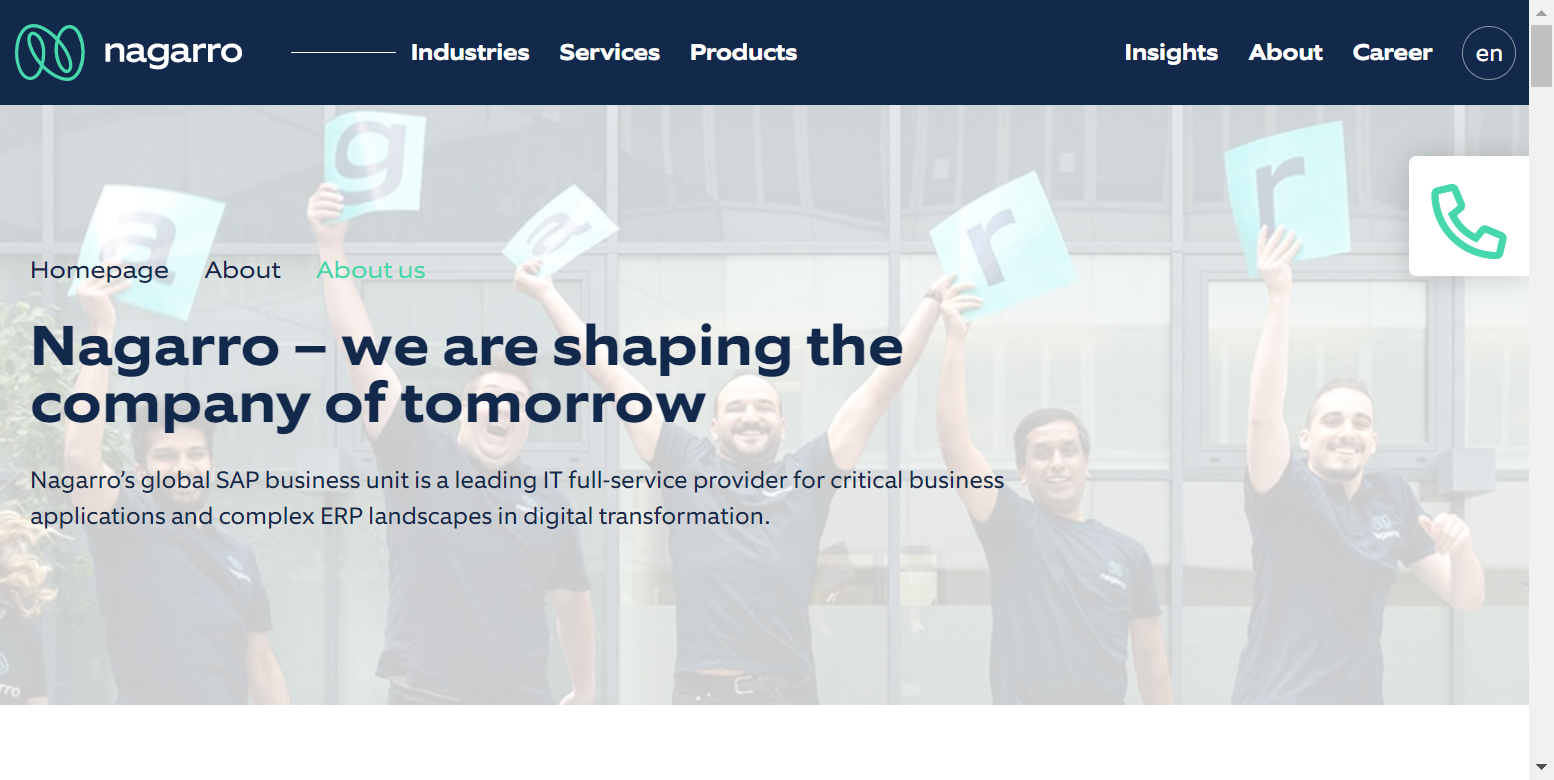 nagarro
Industries Services Products
Insights About Career en
g
a
a
r
r
Homepage About About us
Nagarro – we are shaping the
company of tomorrow
Nagarro’s global SAP business unit is a leading IT full-service provider for critical business
applications and complex ERP landscapes in digital transformation.
nagarro
nagarro